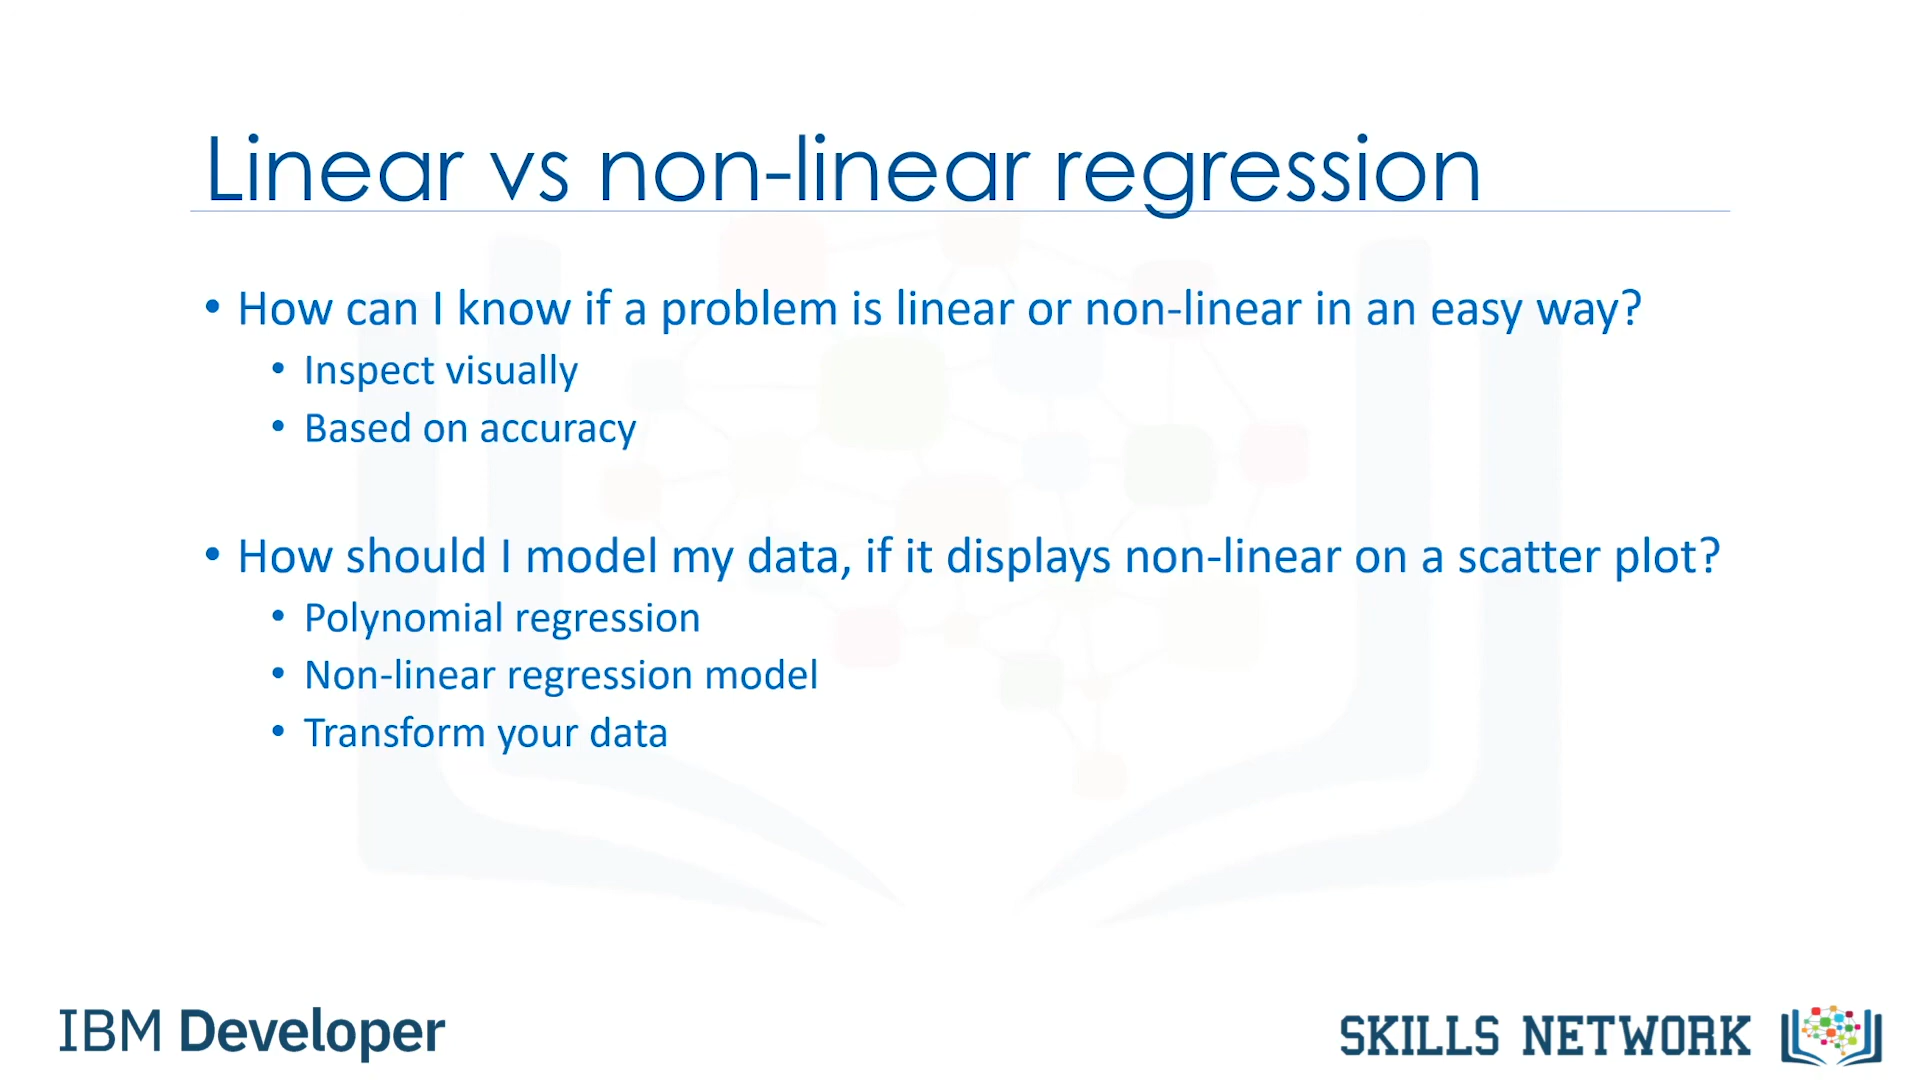 Linear vs non-linear regression
• How can I know if a problem is linear or non-linear in an easy way?
• Inspect visually
• Based on accuracy
• How should I model my data, if it displays non-linear on a scatter plot?
• Polynomial regression
• Non-linear regression model
• Transform your data
IBM Developer
SKILLS NETWORK